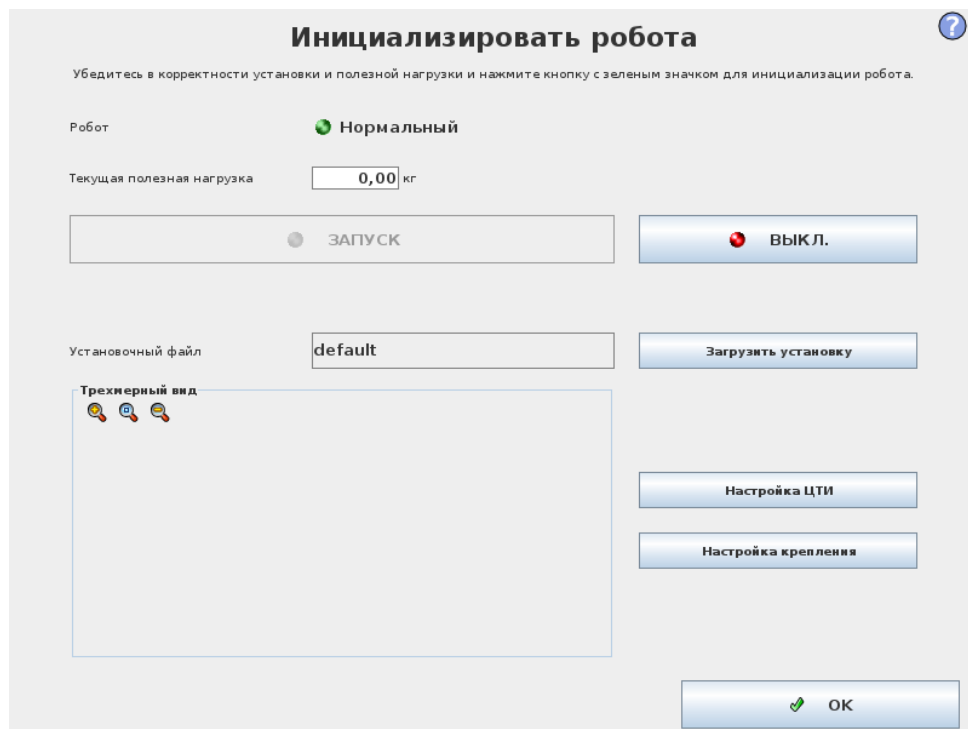 Инициализировать робота
?
Убедитесь в корректности установки и полезной нагрузки и нажмите кнопку с зеленым значком для инициализации робота.
Робот Нормальный
Текущая полезная нагрузка 0,00 кг
ЗАПУСК ВЫКЛ.
Установочный файл default Загрузить установку
Трехмерный вид
Настройка ЦТИ
Настройка крепления
OK